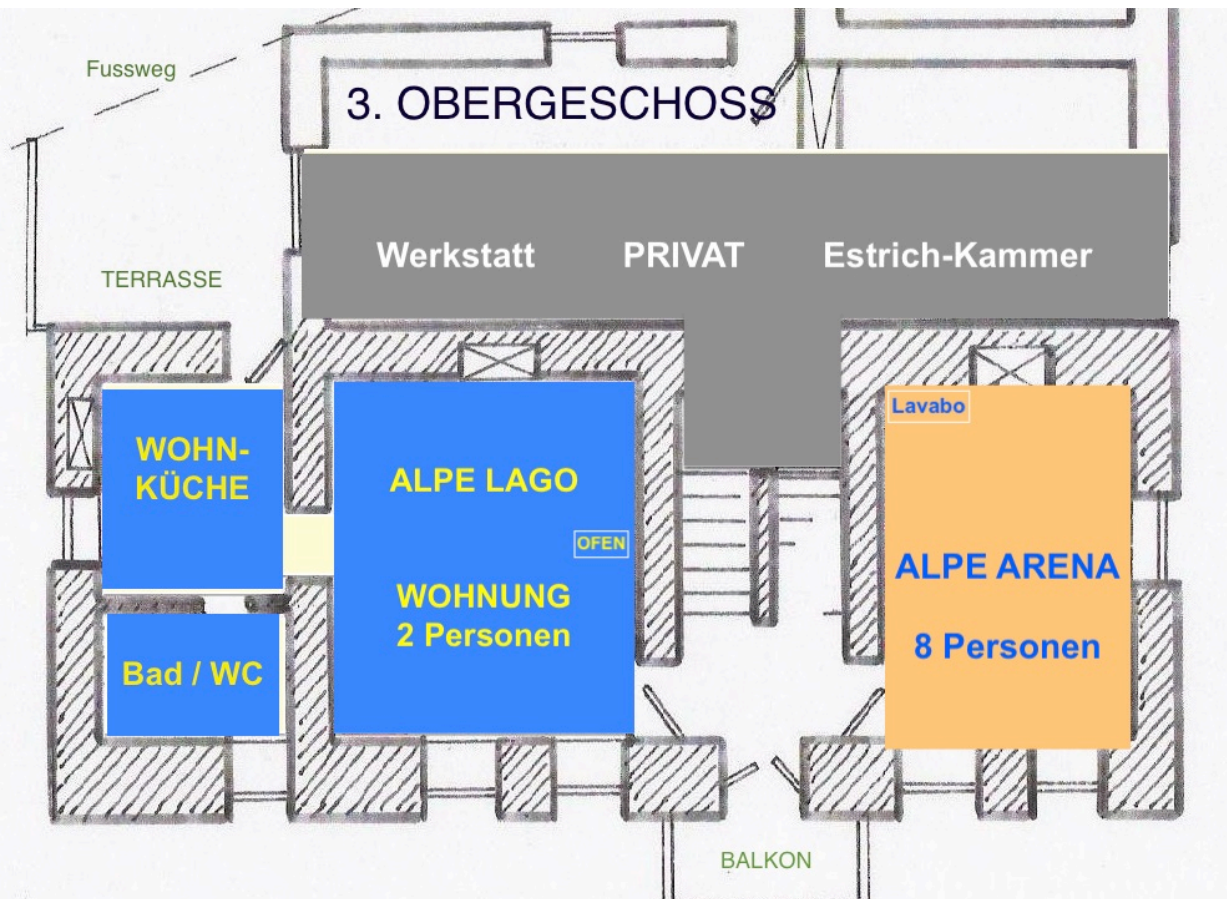 Fussweg
3. OBERGESCHOSS
Werkstatt PRIVAT Estrich-Kammer
TERRASSE
WOHN-
KÜCHE
Bad / WC
ALPE LAGO
OFEN
WOHNUNG
2 Personen
Lavabo
ALPE ARENA
8 Personen
BALKON